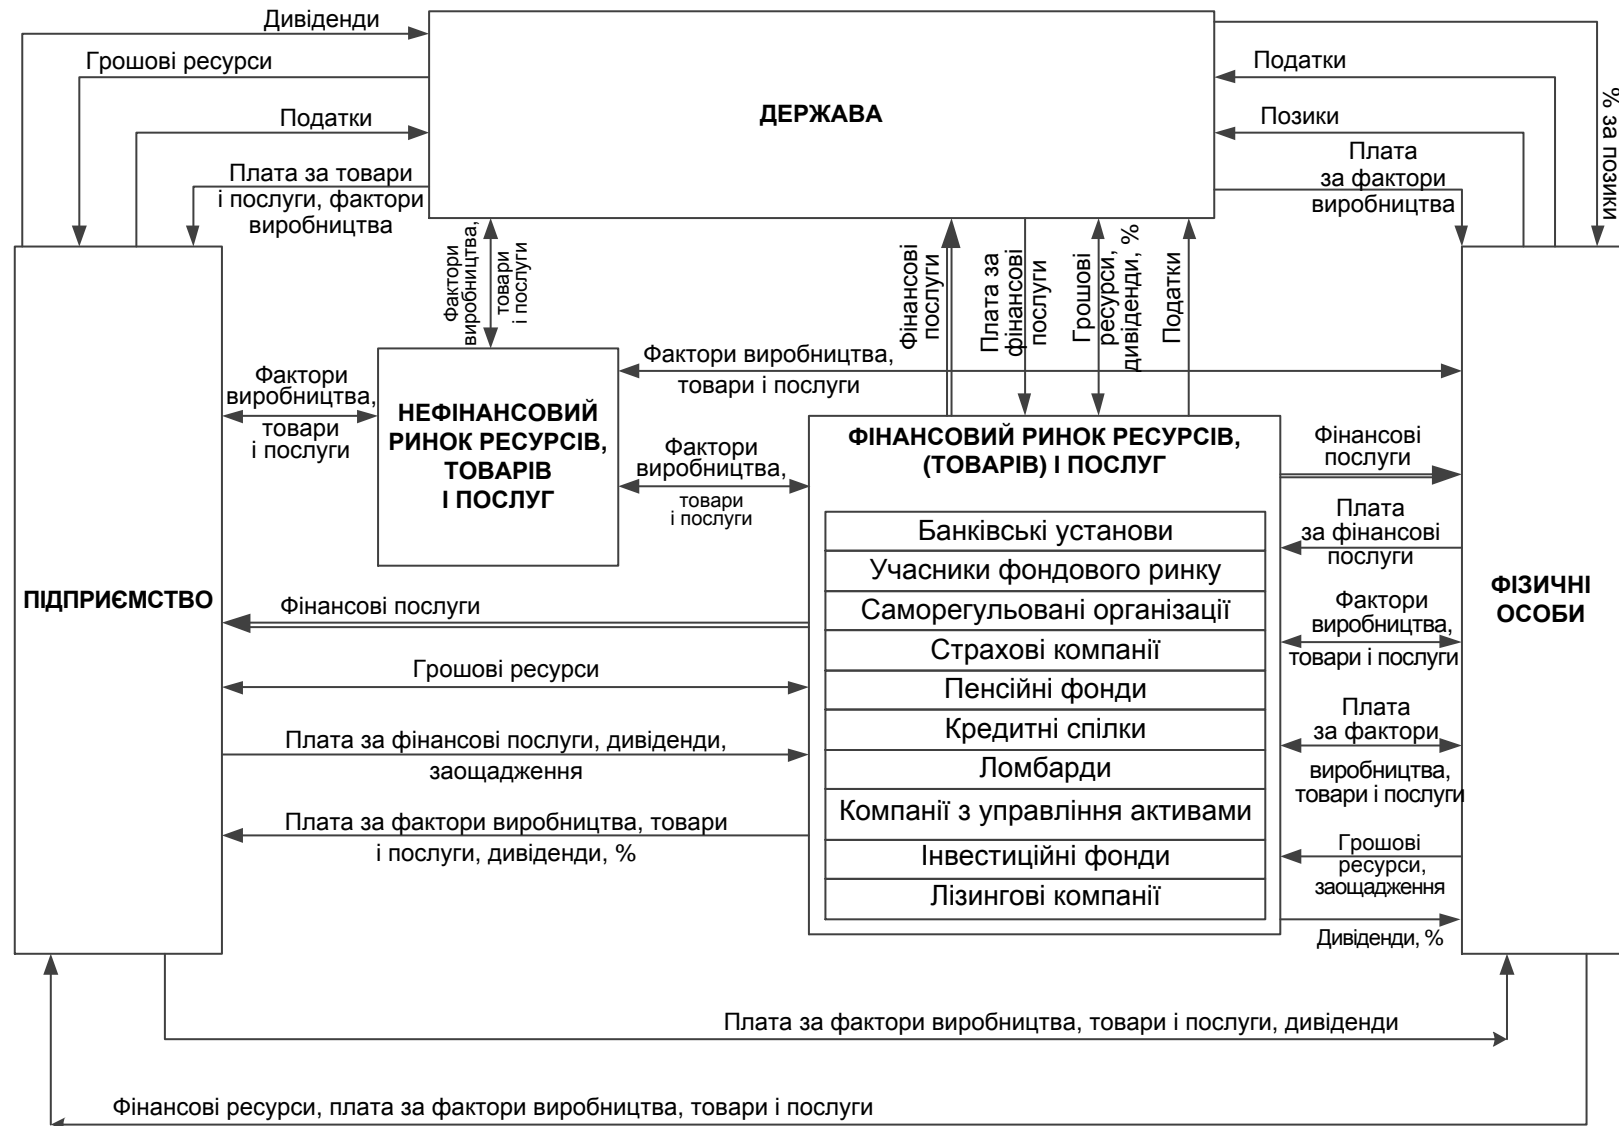 Дивіденди
Грошові ресурси
Податки
Плата за товари
і послуги, фактори
виробництва
ДЕРЖАВА
Податки
Позики
Плата
за фактори
виробництва
% за позики
Фактори
виробництва,
товари
і послуги
Фінансові
послуги
Плата за
фінансові
послуги
Грошові
ресурси,
дивіденди, %
Податки
Фактори
виробництва,
товари
і послуги
НЕФІНАНСОВИЙ
РИНОК РЕСУРСІВ,
ТОВАРІВ
І ПОСЛУГ
Фактори виробництва,
товари і послуги
Фактори
виробництва,
товари
і послуги
ФІНАНСОВИЙ РИНОК РЕСУРСІВ,
(ТОВАРІВ) І ПОСЛУГ
Банківські установи
Учасники фондового ринку
Саморегульовані організації
Страхові компанії
Пенсійні фонди
Кредитні спілки
Ломбарди
Компанії з управління активами
Інвестиційні фонди
Лізингові компанії
Фінансові
послуги
Плата
за фінансові
послуги
Фактори
виробництва,
товари і послуги
Плата
за фактори
виробництва,
товари і послуги
Грошові
ресурси,
заощадження
Дивіденди, %
ПІДПРИЄМСТВО
ФІЗИЧНІ
ОСОБИ
Фінансові послуги
Грошові ресурси
Плата за фінансові послуги, дивіденди,
заощадження
Плата за фактори виробництва, товари
і послуги, дивіденди, %
Плата за фактори виробництва, товари і послуги, дивіденди
Фінансові ресурси, плата за фактори виробництва, товари і послуги